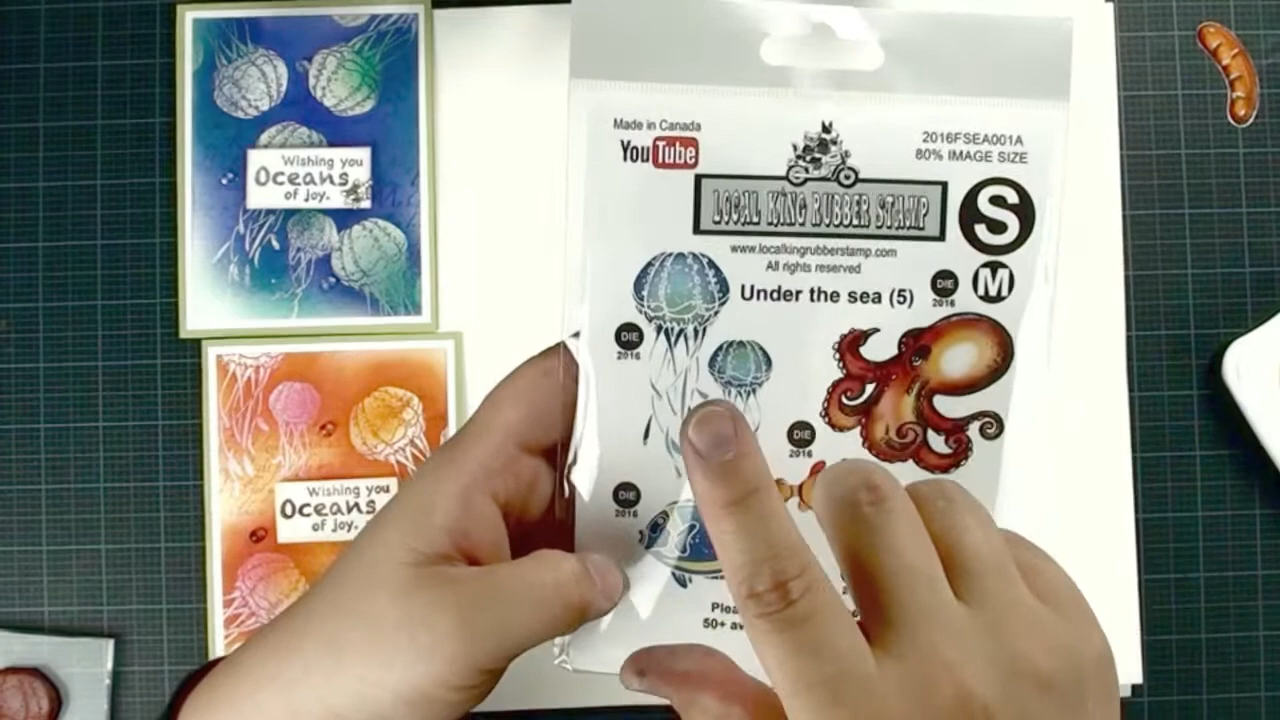 Wishing you
Oceans
of joy.
Wishing you
Oceans
of joy.
Made in Canada
YouTube
2016FSEA001A
80% IMAGE SIZE
LOCAL KING RUBBER STAMP
S
www.localkingrubberstamp.com
All rights reserved
M
Under the sea (5)
DIE
2016
DIE
2016
DIE
2016
DIE
2016
50+